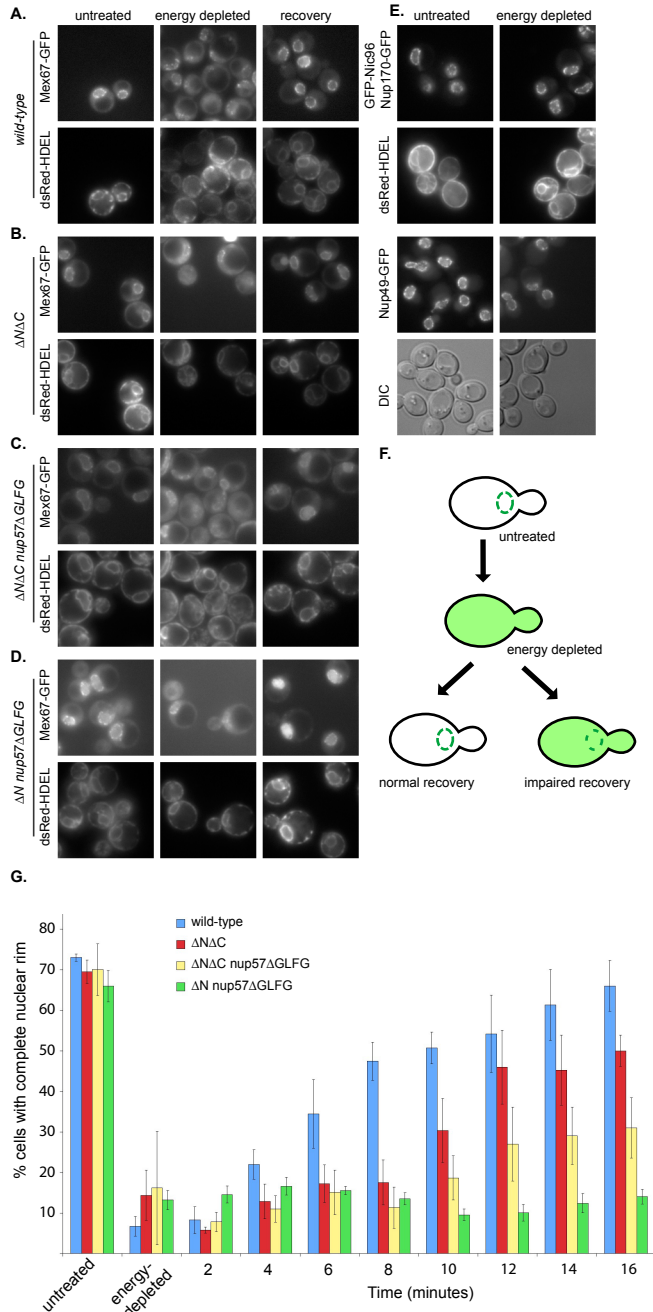 A.
untreated
energy depleted
recovery
wild-type
Mex67-GFP
dsRed-HDEL
B.
ΔNΔC
Mex67-GFP
dsRed-HDEL
C.
ΔNΔC nup57ΔGLFG
Mex67-GFP
dsRed-HDEL
D.
ΔN nup57ΔGLFG
Mex67-GFP
dsRed-HDEL
E.
untreated
energy depleted
GFP-Nic96
Nup170-GFP
dsRed-HDEL
Nup49-GFP
DIC
F.
untreated
energy depleted
normal recovery
impaired recovery
G.
% cells with complete nuclear rim
80
70
60
50
40
30
20
10
wild-type
ΔNΔC
ΔNΔC nup57ΔGLFG
ΔN nup57ΔGLFG
untreated
energy-
depleted
2
4
6
8
10
12
14
16
Time (minutes)